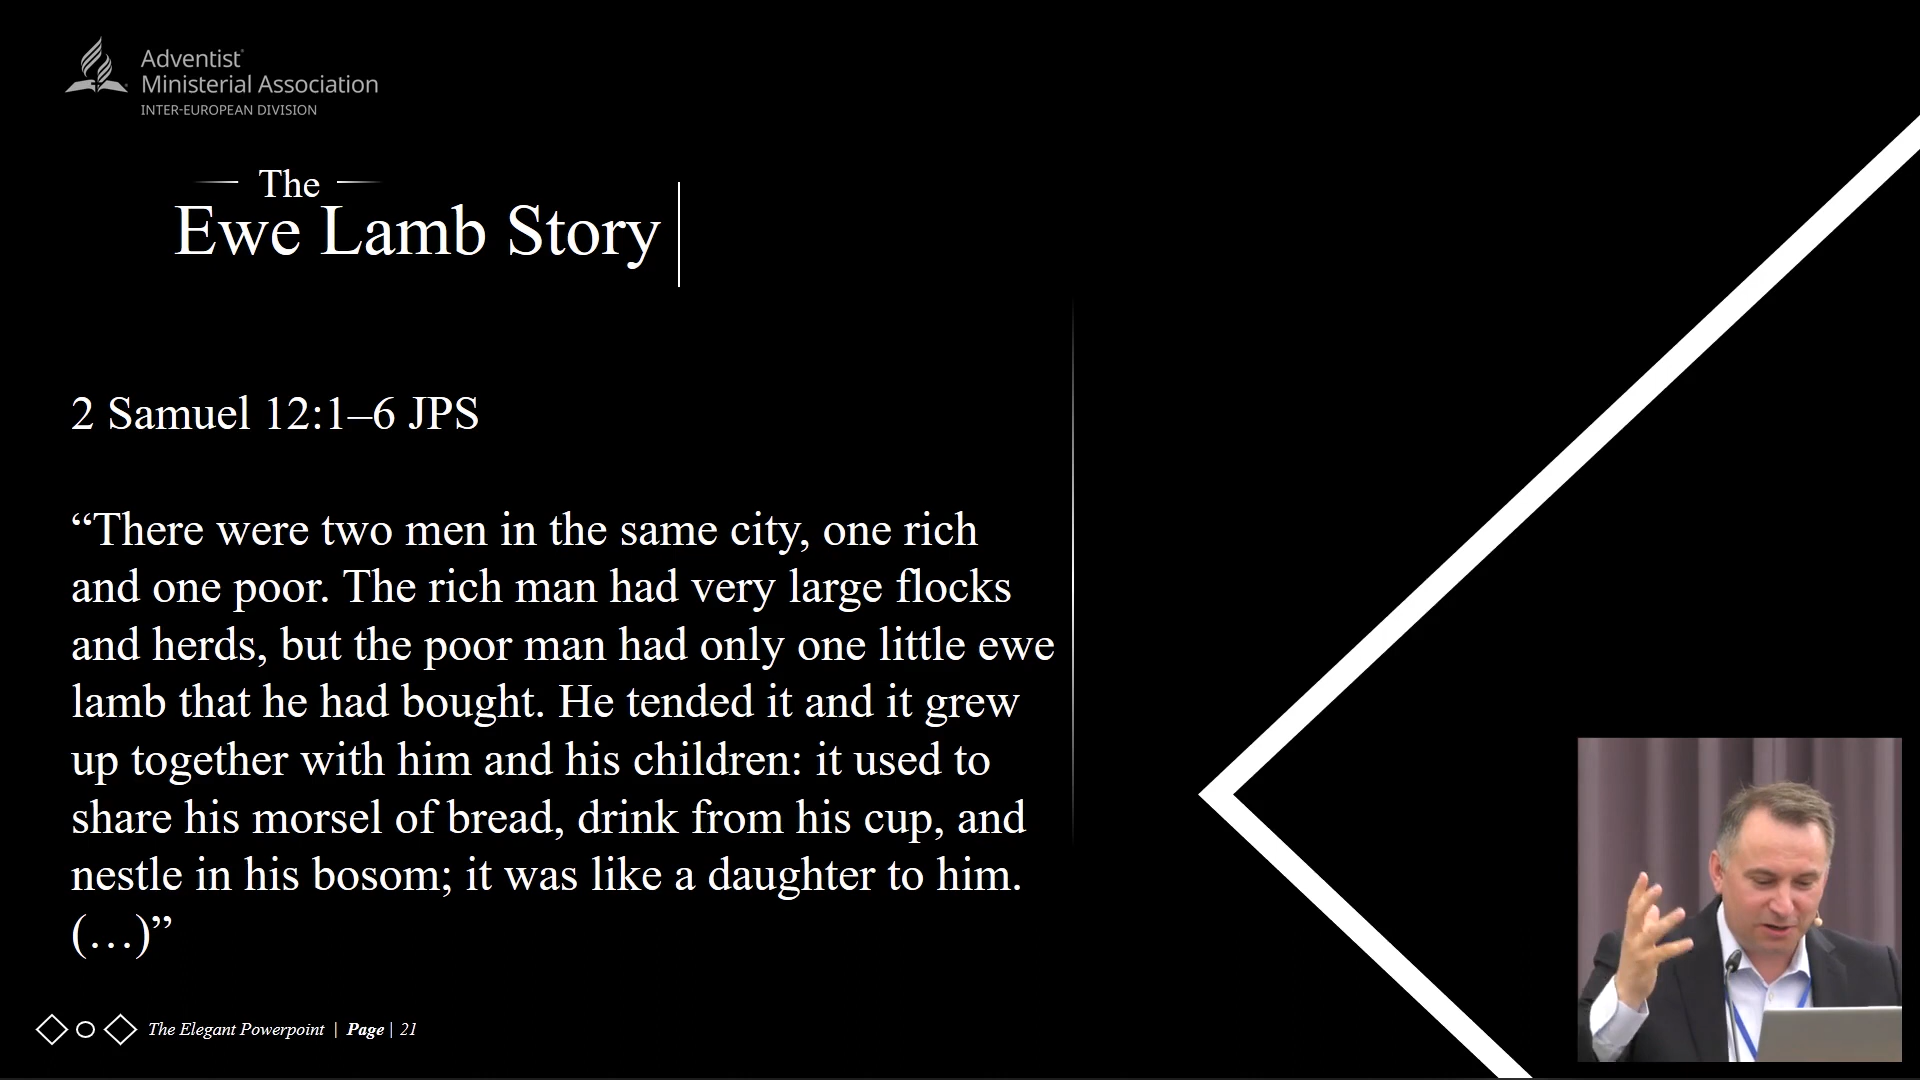 Adventist
Ministerial Association
INTER-EUROPEAN DIVISION
The
Ewe Lamb Story
2 Samuel 12:1–6 JPS
“There were two men in the same city, one rich
and one poor. The rich man had very large flocks
and herds, but the poor man had only one little ewe
lamb that he had bought. He tended it and it grew
up together with him and his children: it used to
share his morsel of bread, drink from his cup, and
nestle in his bosom; it was like a daughter to him.
(…)”
The Elegant Powerpoint | Page | 21